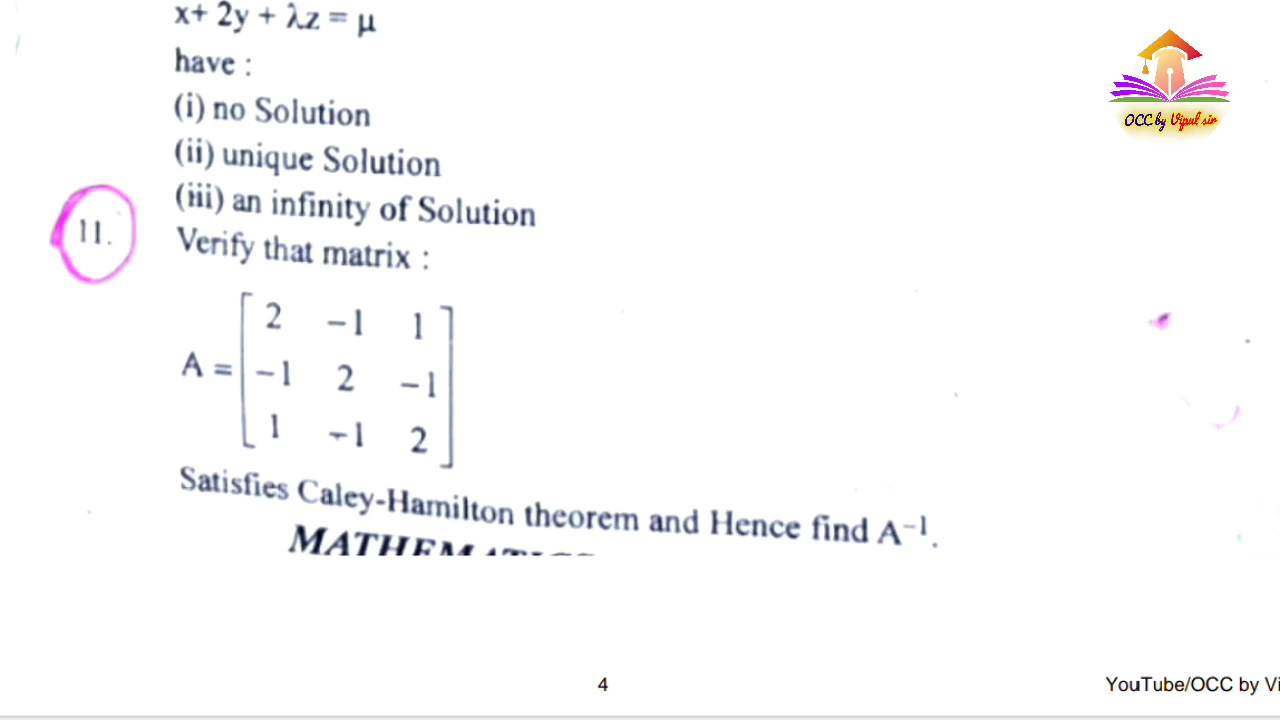 x+ 2y + λz = μ
have :
(i) no Solution
(ii) unique Solution
(iii) an infinity of Solution
11. Verify that matrix :
A = [ 2 −1 1
−1 2 −1
1 −1 2 ]
Satisfies Caley-Hamilton theorem and Hence find A⁻¹.
OCC by Vipul sir
4
YouTube/OCC by Vi